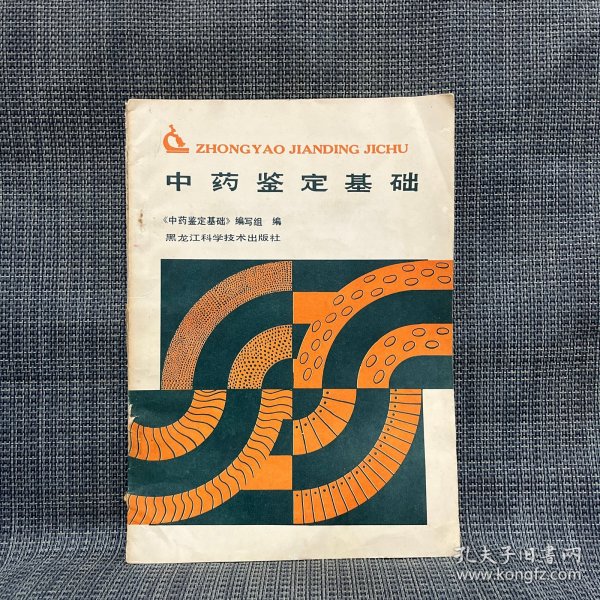 ZHONGYAO JIANDING JICHU
中药鉴定基础
《中药鉴定基础》编写组 编
黑龙江科学技术出版社
孔夫子旧书网
www.kongfz.com